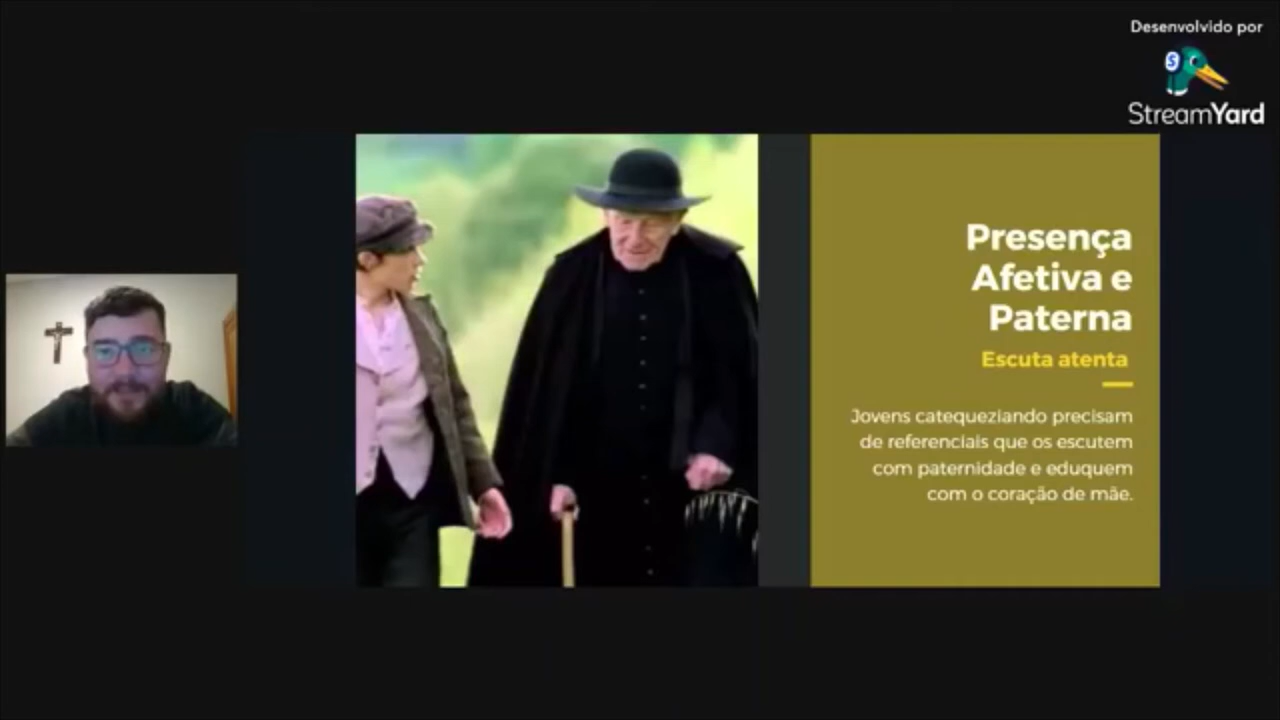 Desenvolvido por
StreamYard
Presença
Afetiva e
Paterna
Escuta atenta
Jovens catequeziando precisam
de referenciais que os escutem
com paternidade e eduquem
com o coração de mãe.